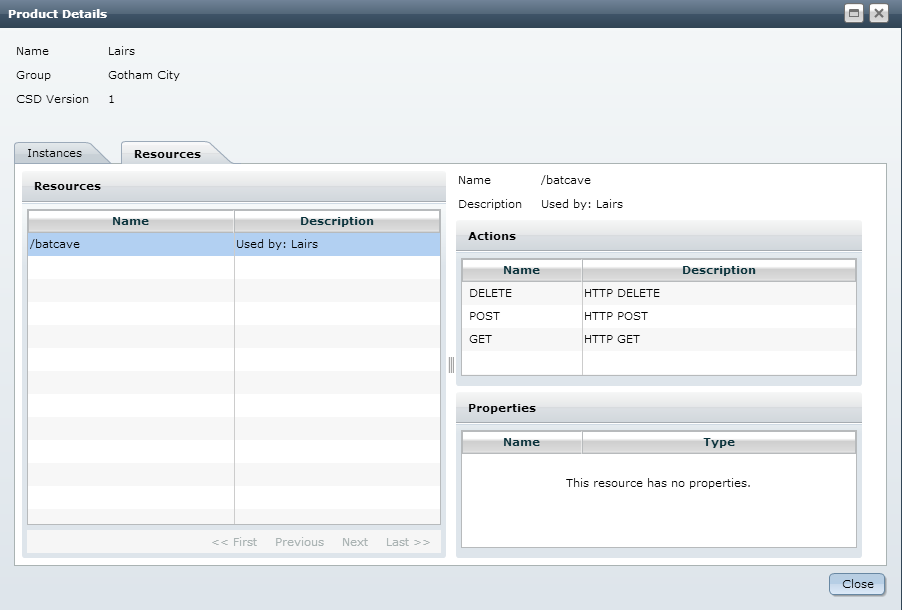 Product Details
Name Lairs
Group Gotham City
CSD Version 1
Instances Resources
Resources
Name Description
/batcave Used by: Lairs
<< First Previous Next Last >>
Name /batcave
Description Used by: Lairs
Actions
Name Description
DELETE HTTP DELETE
POST HTTP POST
GET HTTP GET
Properties
Name Type
This resource has no properties.
Close